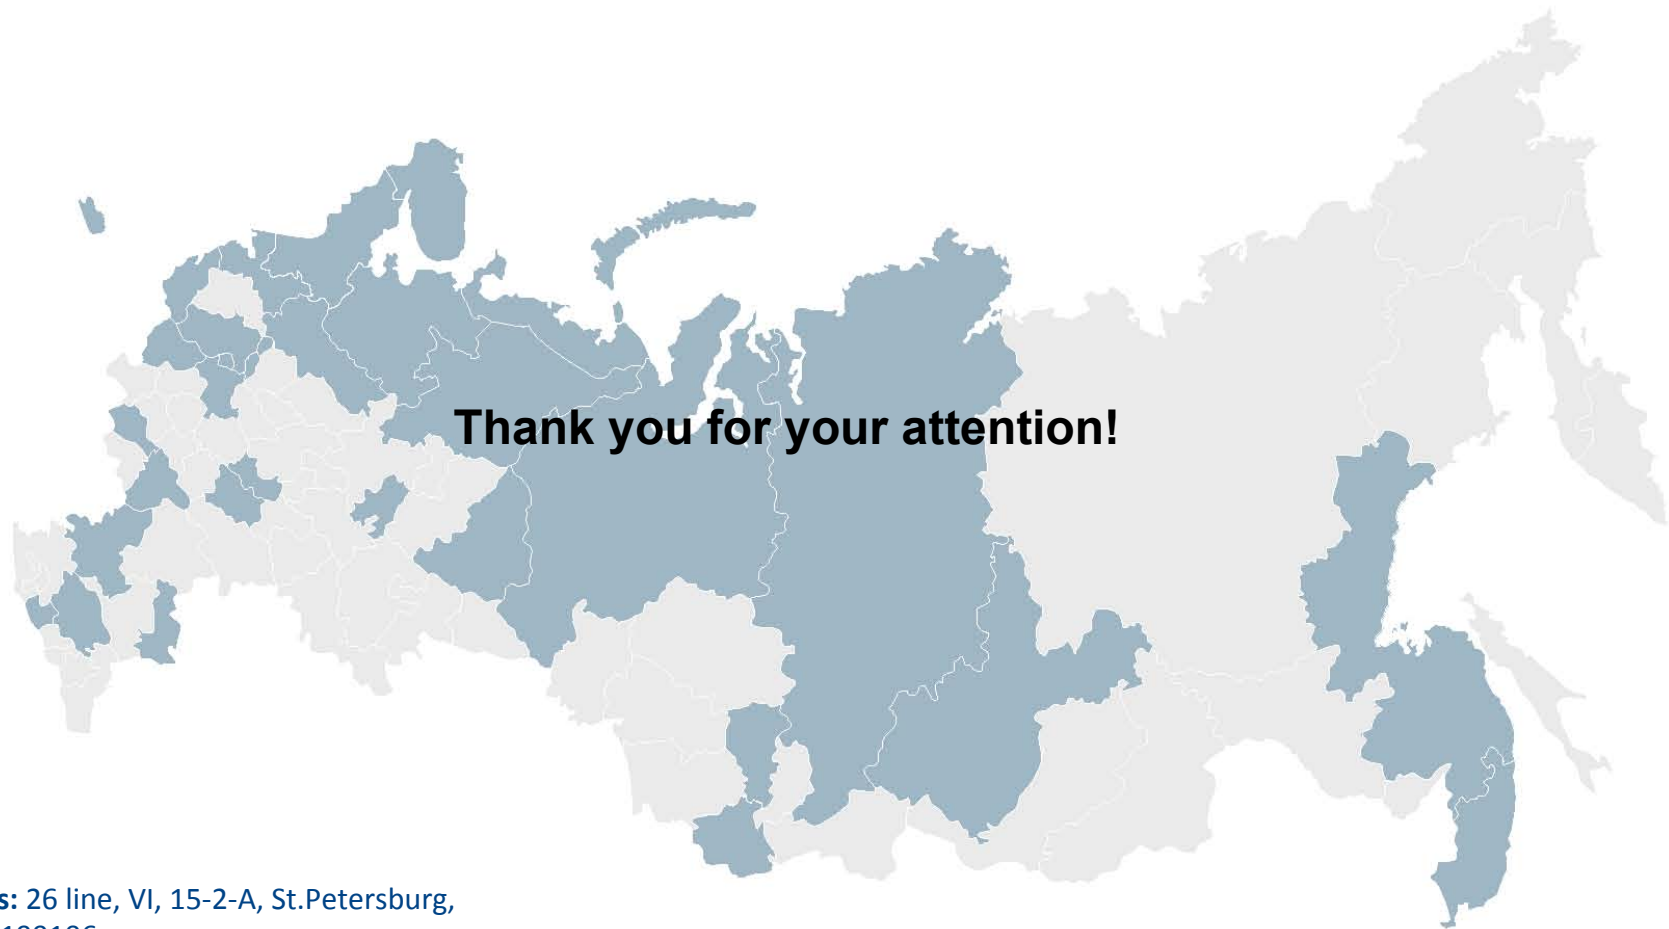 Thank you for your attention!
s: 26 line, VI, 15-2-A, St.Petersburg,